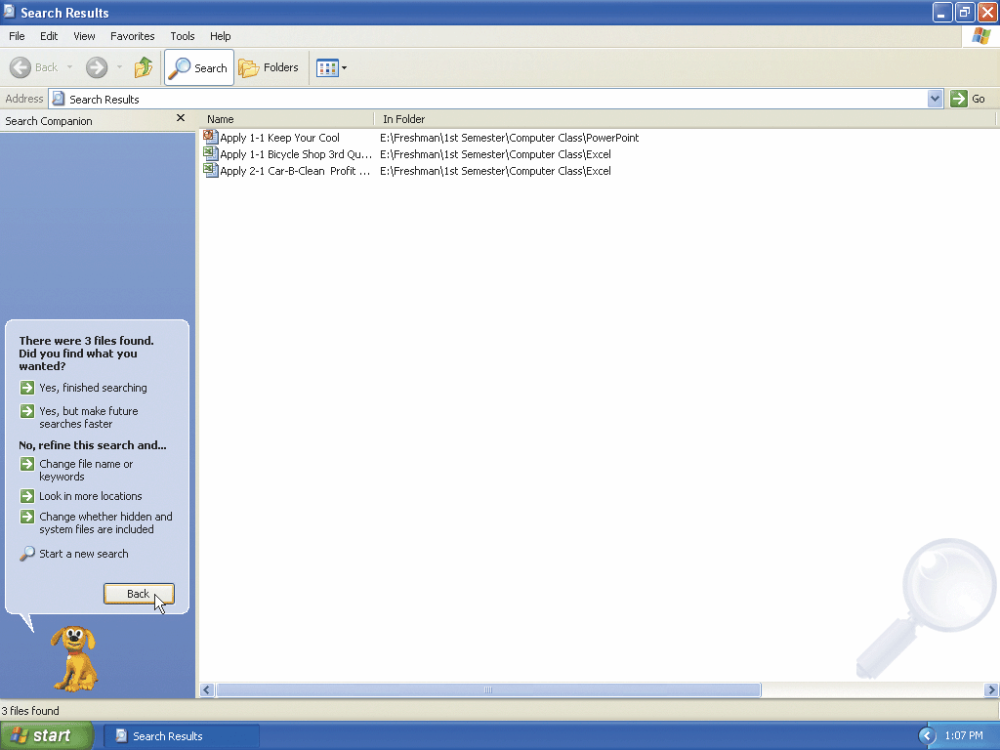 Search Results
File Edit View Favorites Tools Help
Back Search Folders
Address Search Results Go
Search Companion
Name In Folder
Apply 1-1 Keep Your Cool E:\Freshman\1st Semester\Computer Class\PowerPoint
Apply 1-1 Bicycle Shop 3rd Qu... E:\Freshman\1st Semester\Computer Class\Excel
Apply 2-1 Car-B-Clean Profit ... E:\Freshman\1st Semester\Computer Class\Excel
There were 3 files found.
Did you find what you
wanted?
Yes, finished searching
Yes, but make future
searches faster
No, refine this search and...
Change file name or
keywords
Look in more locations
Change whether hidden and
system files are included
Start a new search
Back
3 files found
start Search Results 1:07 PM